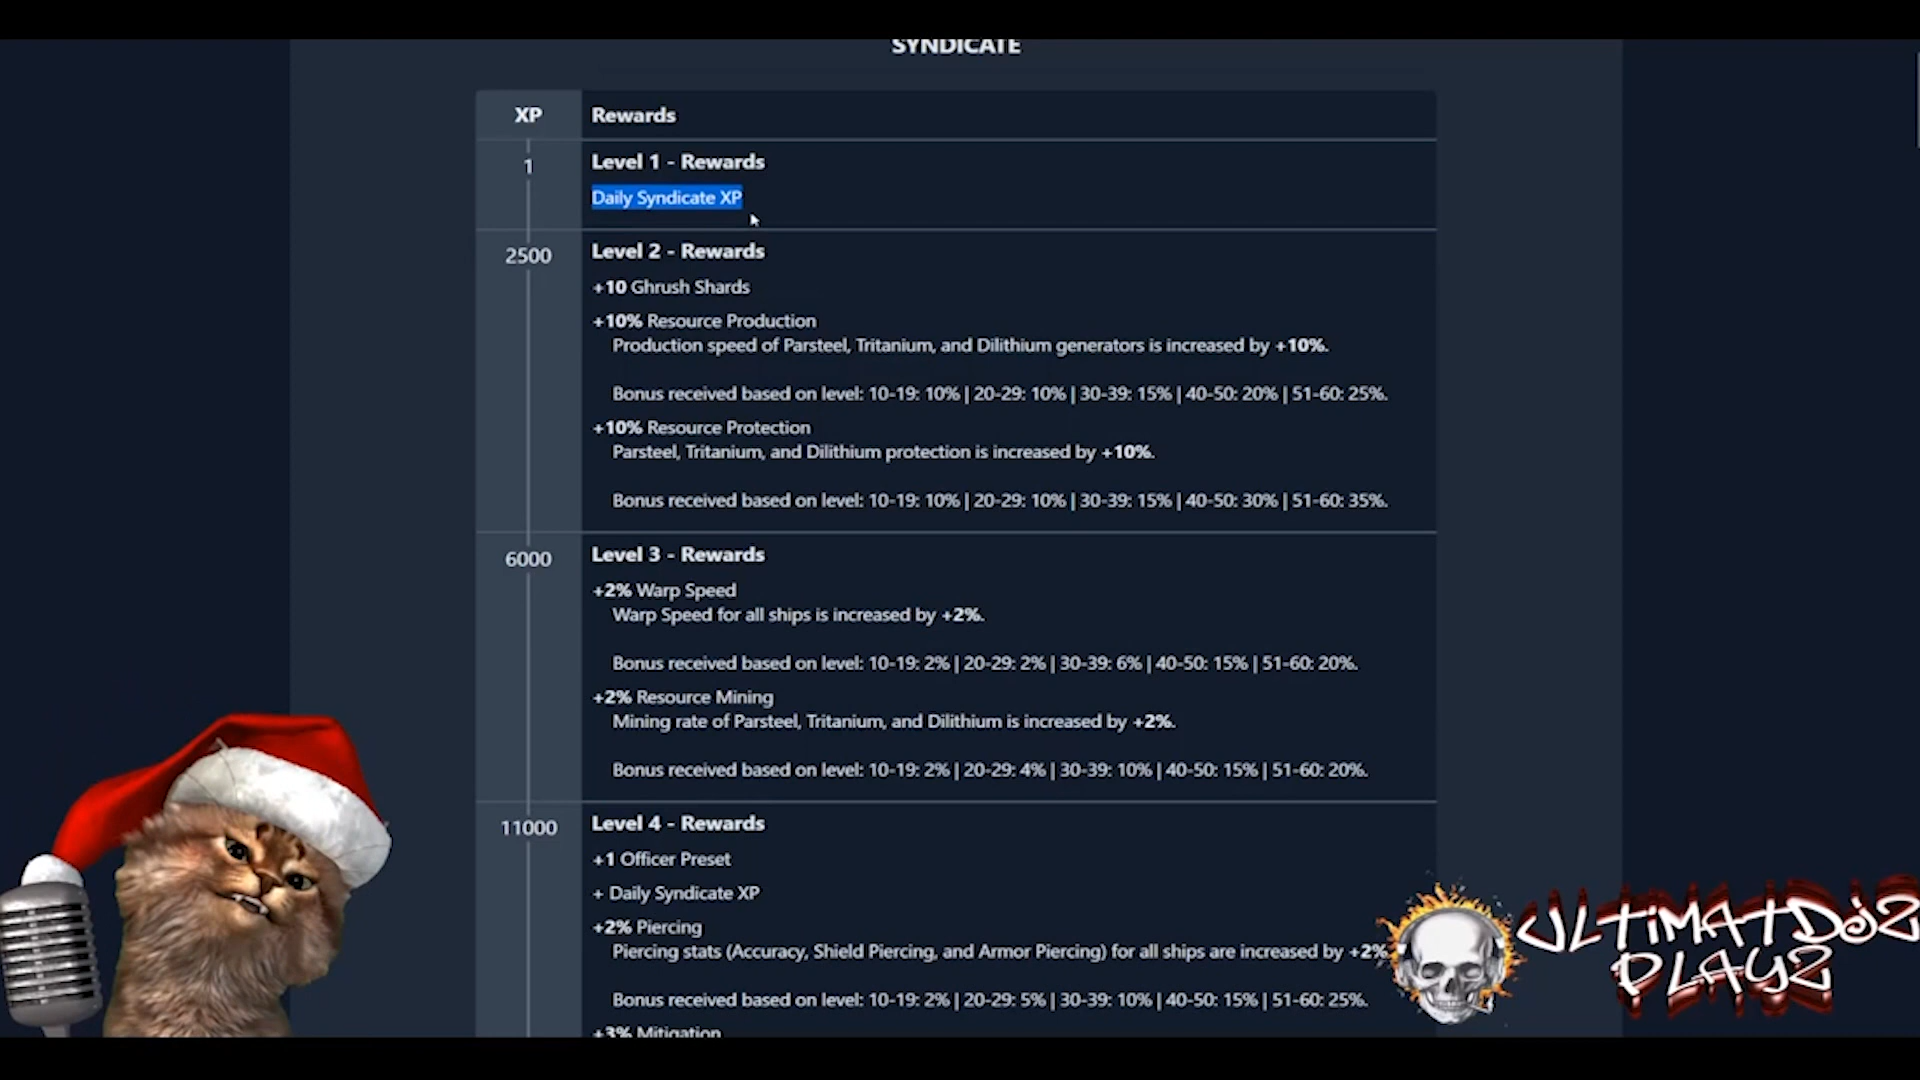 SYNDICATE
XP Rewards
1 Level 1 - Rewards
Daily Syndicate XP
2500 Level 2 - Rewards
+10 Ghrush Shards
+10% Resource Production
Production speed of Parsteel, Tritanium, and Dilithium generators is increased by +10%.
Bonus received based on level: 10-19: 10% | 20-29: 10% | 30-39: 15% | 40-50: 20% | 51-60: 25%.
+10% Resource Protection
Parsteel, Tritanium, and Dilithium protection is increased by +10%.
Bonus received based on level: 10-19: 10% | 20-29: 10% | 30-39: 15% | 40-50: 30% | 51-60: 35%.
6000 Level 3 - Rewards
+2% Warp Speed
Warp Speed for all ships is increased by +2%.
Bonus received based on level: 10-19: 2% | 20-29: 2% | 30-39: 6% | 40-50: 15% | 51-60: 20%.
+2% Resource Mining
Mining rate of Parsteel, Tritanium, and Dilithium is increased by +2%.
Bonus received based on level: 10-19: 2% | 20-29: 4% | 30-39: 10% | 40-50: 15% | 51-60: 20%.
11000 Level 4 - Rewards
+1 Officer Preset
+ Daily Syndicate XP
+2% Piercing
Piercing stats (Accuracy, Shield Piercing, and Armor Piercing) for all ships are increased by +2%
Bonus received based on level: 10-19: 2% | 20-29: 5% | 30-39: 10% | 40-50: 15% | 51-60: 25%.
+3% Mitigation
ULTIMATDJZ
PLAYZ